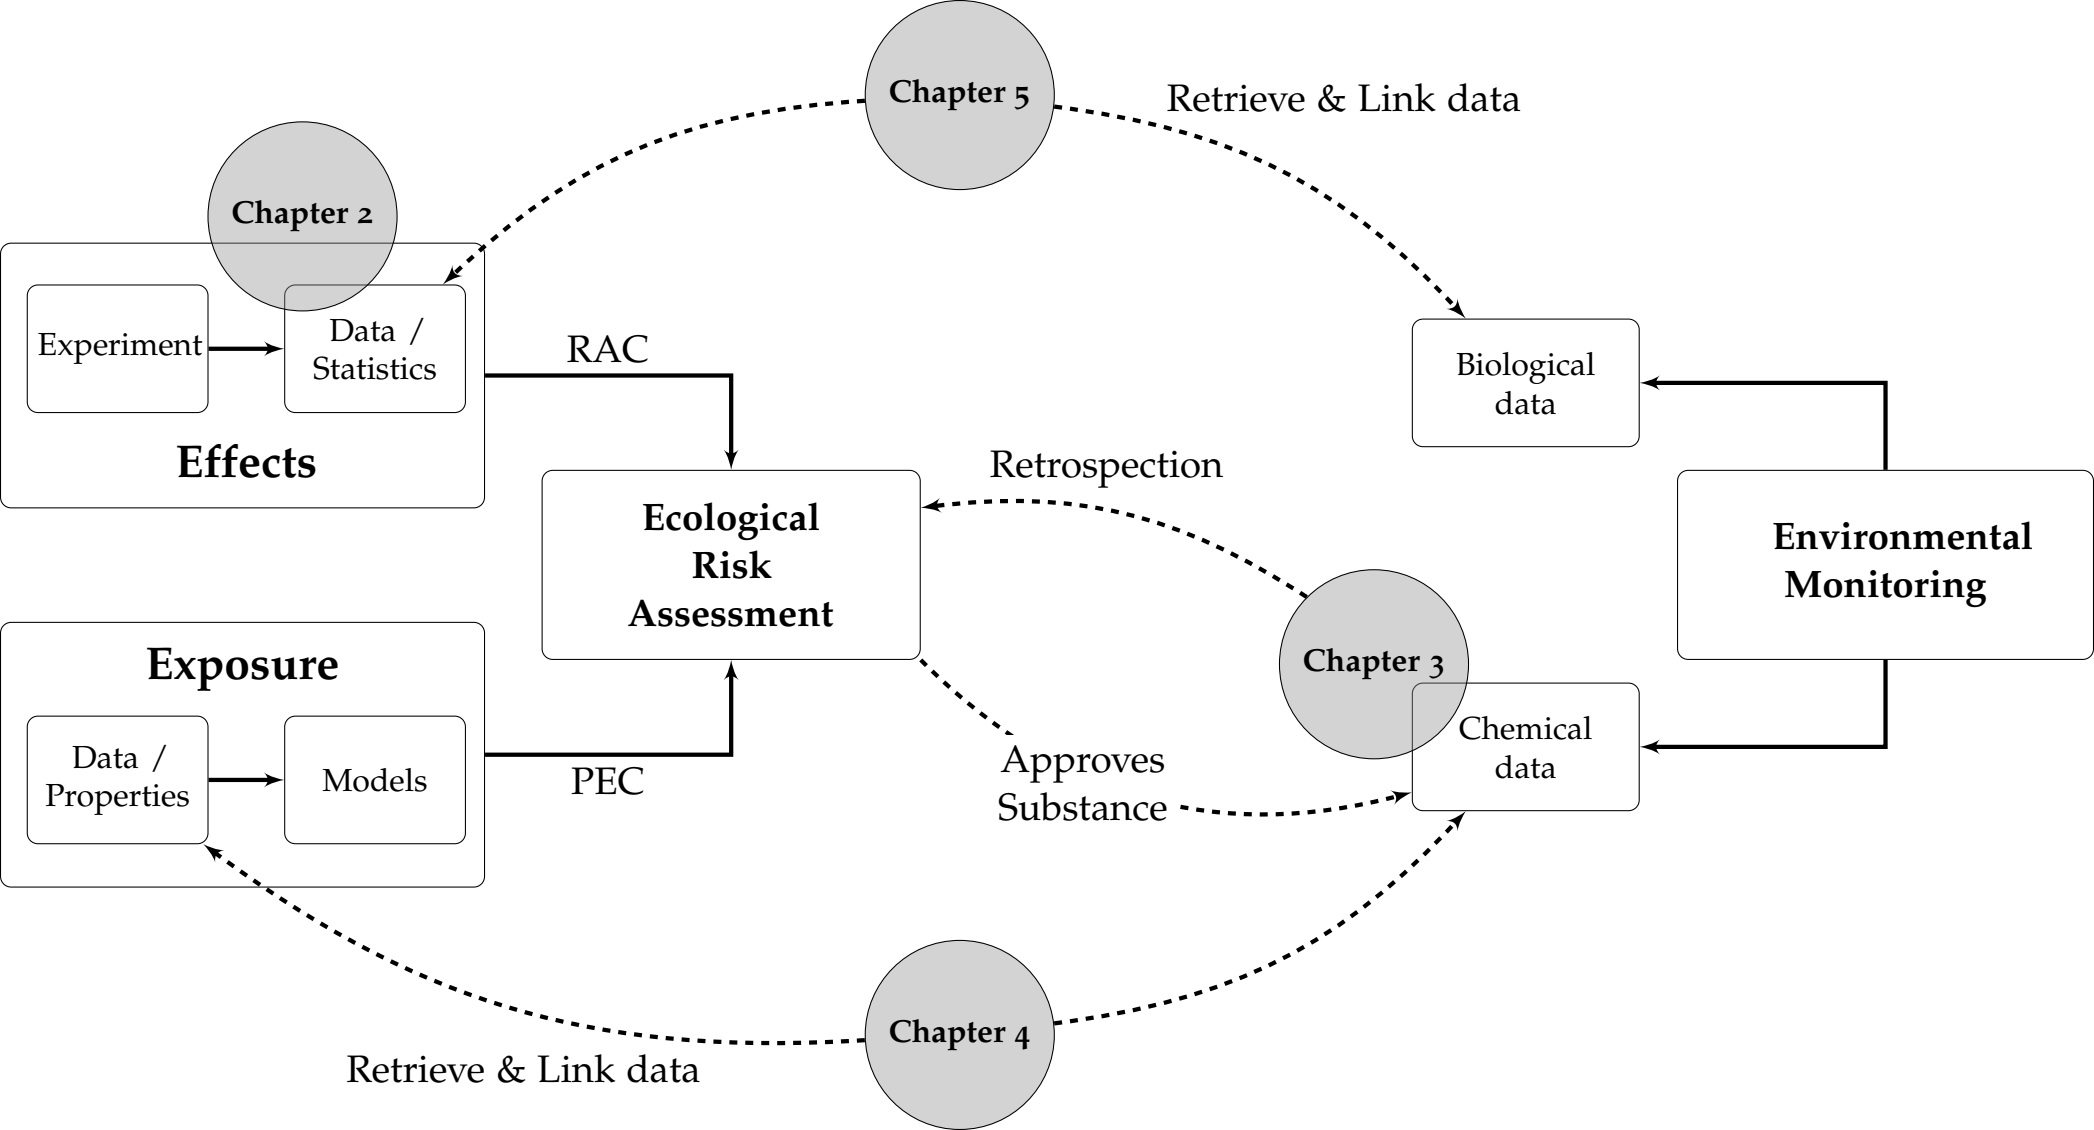 Chapter 5
Retrieve & Link data
Chapter 2
Experiment
Data /
Statistics
Effects
RAC
Biological
data
Retrospection
Ecological
Risk
Assessment
Environmental
Monitoring
Exposure
Data /
Properties
Models
PEC
Chapter 3
Chemical
data
Approves
Substance
Chapter 4
Retrieve & Link data